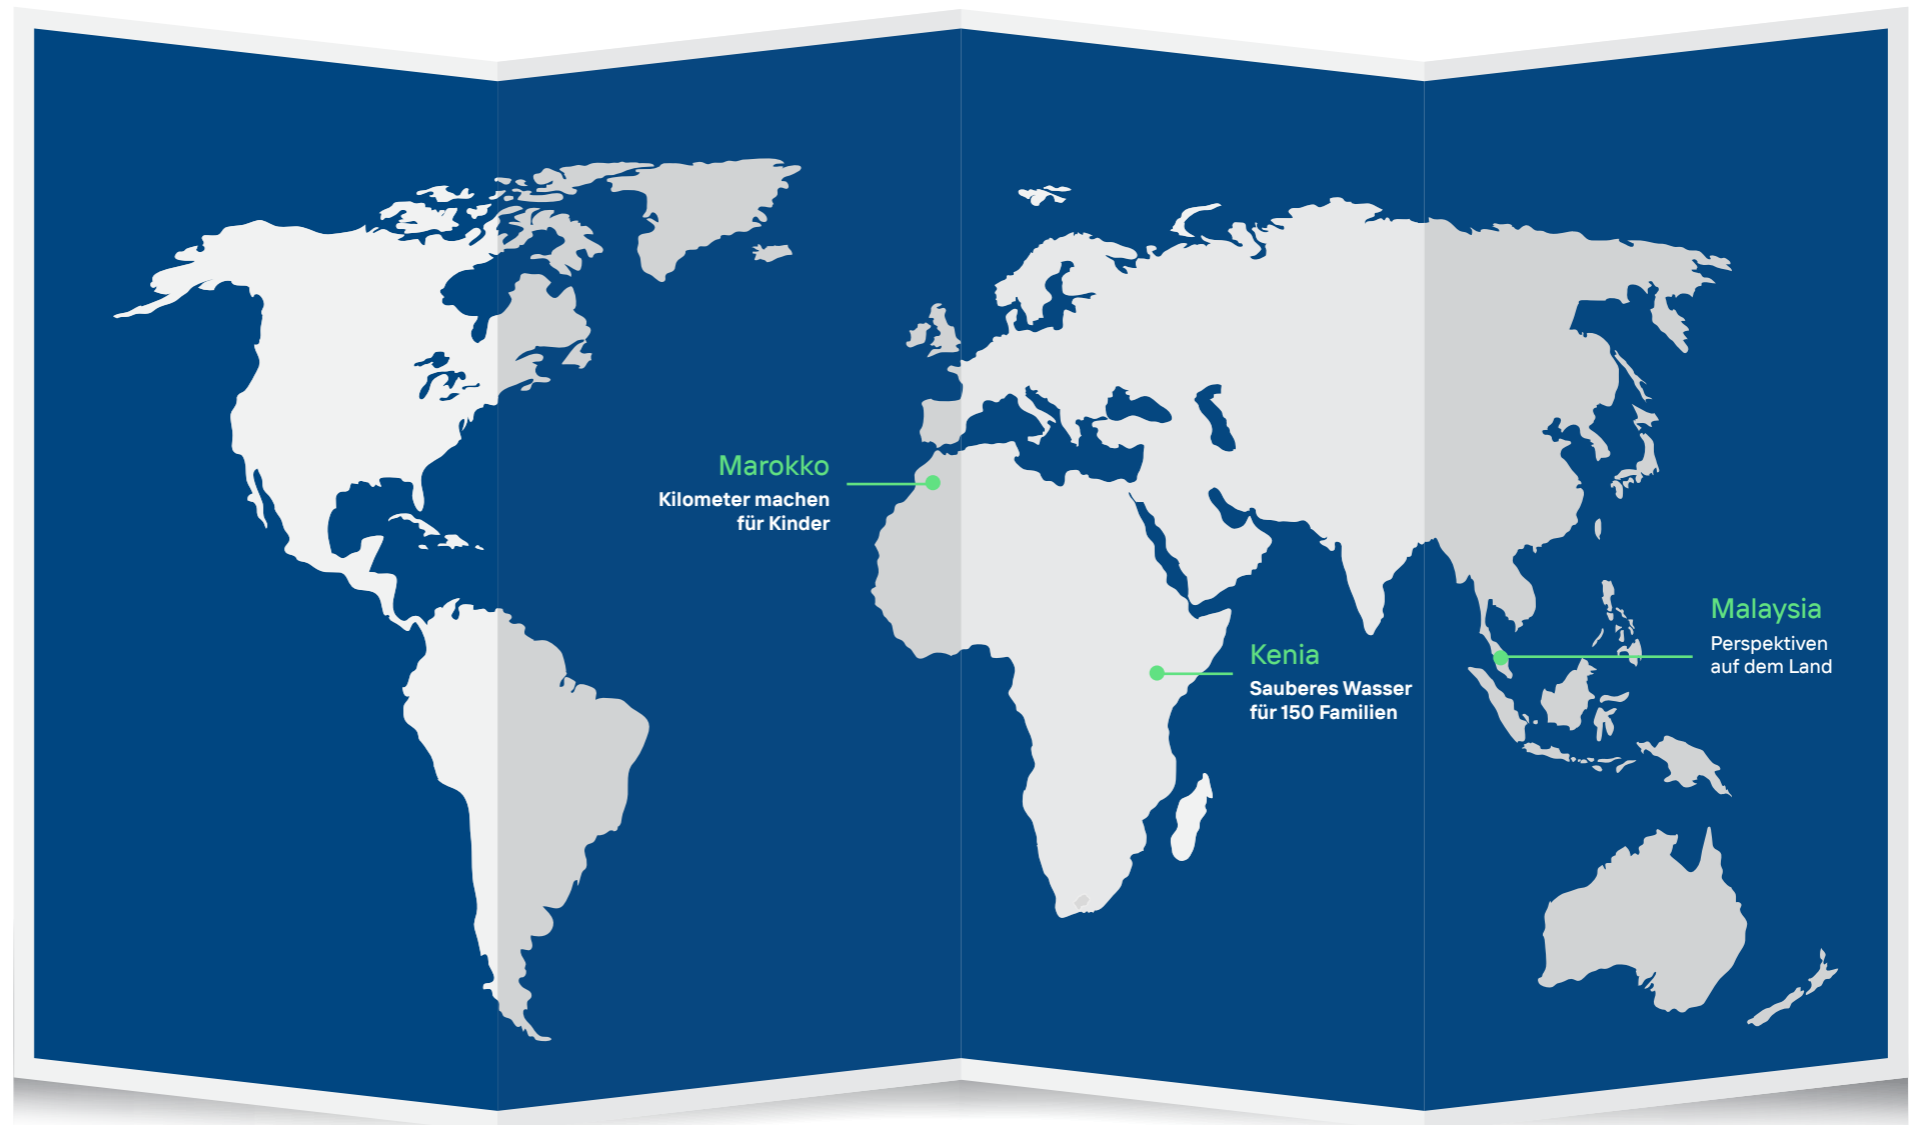 Marokko
Kilometer machen
für Kinder
Kenia
Sauberes Wasser
für 150 Familien
Malaysia
Perspektiven
auf dem Land